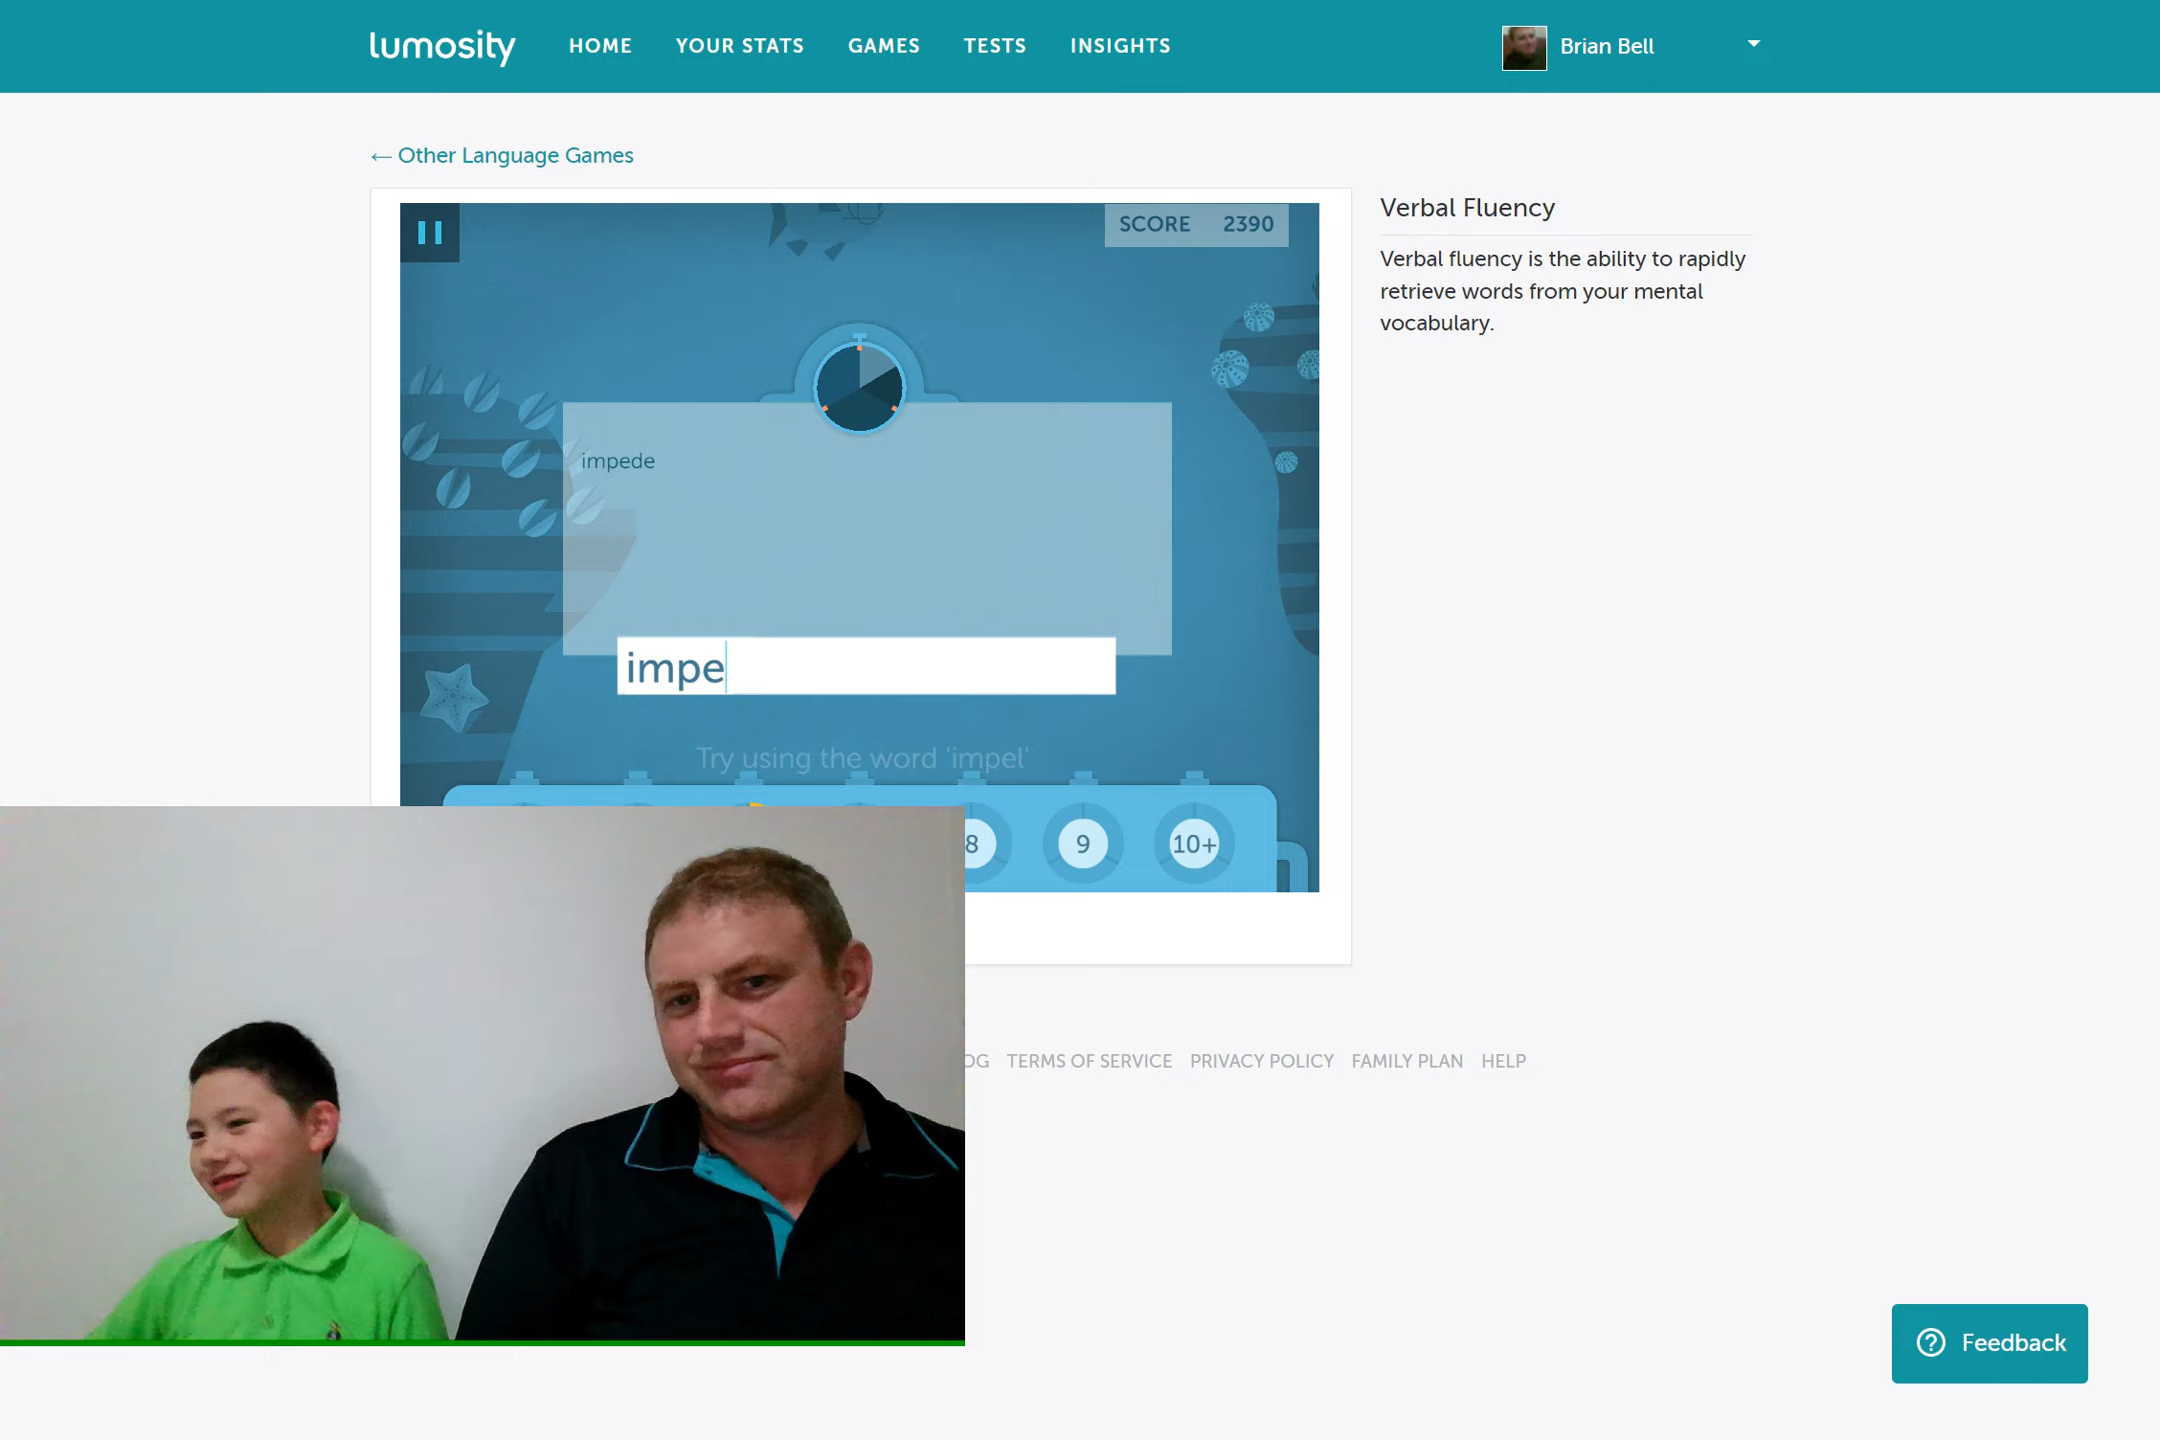 lumosity HOME YOUR STATS GAMES TESTS INSIGHTS Brian Bell
← Other Language Games
SCORE 2390
impede
impe
Try using the word 'impel'
8 9 10+
Verbal Fluency
Verbal fluency is the ability to rapidly
retrieve words from your mental
vocabulary.
OG TERMS OF SERVICE PRIVACY POLICY FAMILY PLAN HELP
? Feedback